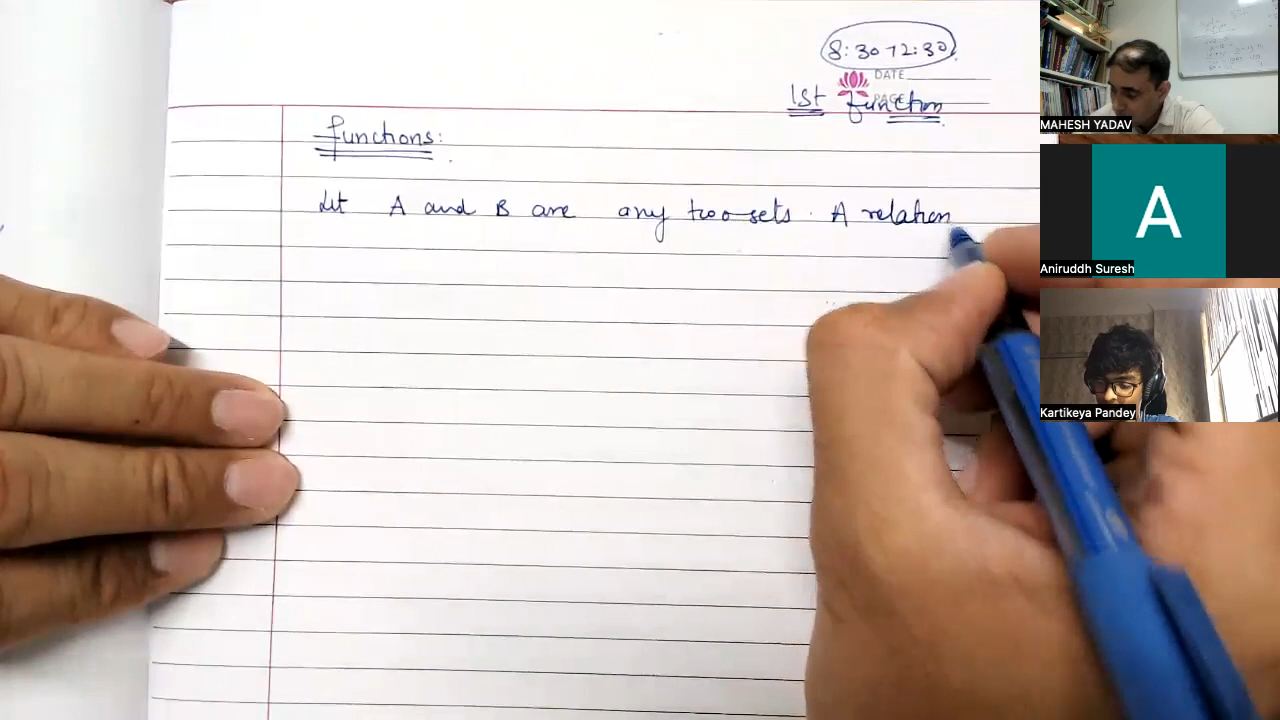 8:30-12:30
DATE
PAGE
1st function
functions:
Let A and B are any two sets. A relation
MAHESH YADAV
A
Aniruddh Suresh
Kartikeya Pandey